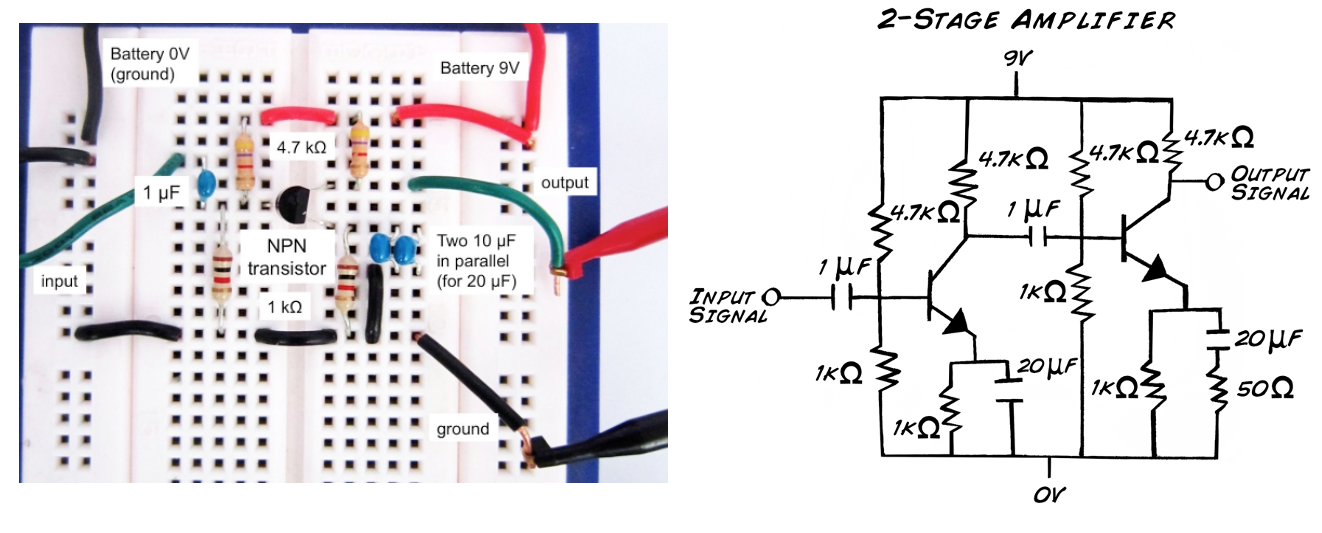 Battery 0V
(ground)
Battery 9V
4.7 kΩ
1 µF
output
NPN
transistor
Two 10 µF
in parallel
(for 20 µF)
input
1 kΩ
ground
2-STAGE AMPLIFIER
9V
4.7KΩ
4.7KΩ
4.7KΩ
4.7KΩ
OUTPUT
SIGNAL
1 µF
1 µF
INPUT
SIGNAL
1KΩ
1KΩ
20µF
1KΩ
1KΩ
20µF
50Ω
0V